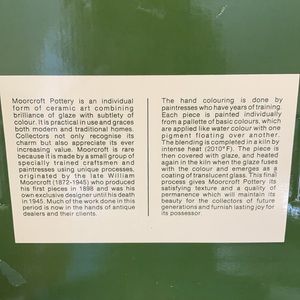 Moorcroft Pottery is an individual
form of ceramic art combining
brilliance of glaze with subtlety of
colour. It is practical in use and graces
both modern and traditional homes.
Collectors not only recognise its
charm but also appreciate its ever
increasing value. Moorcroft is rare
because it is made by a small group of
specially trained craftsmen and
paintresses using unique processes,
originated by the late William
Moorcroft (1872-1945) who produced
his first pieces in 1898 and was his
own exclusive designer until his death
in 1945. Much of the work done in this
period is now in the hands of antique
dealers and their clients.
The hand colouring is done by
paintresses who have years of training.
Each piece is painted individually
from a pallette of basic colours, which
are applied like water colour with one
pigment floating over another.
The blending is completed in a kiln by
intense heat (2010°F). The piece is
then covered with glaze, and heated
again in the kiln when the glaze fuses
with the colour and emerges as a
coating of translucent glass. This final
process gives Moorcroft Pottery its
satisfying texture and a quality of
permanence which will maintain its
beauty for the collectors of future
generations and furnish lasting joy for
its possessor.